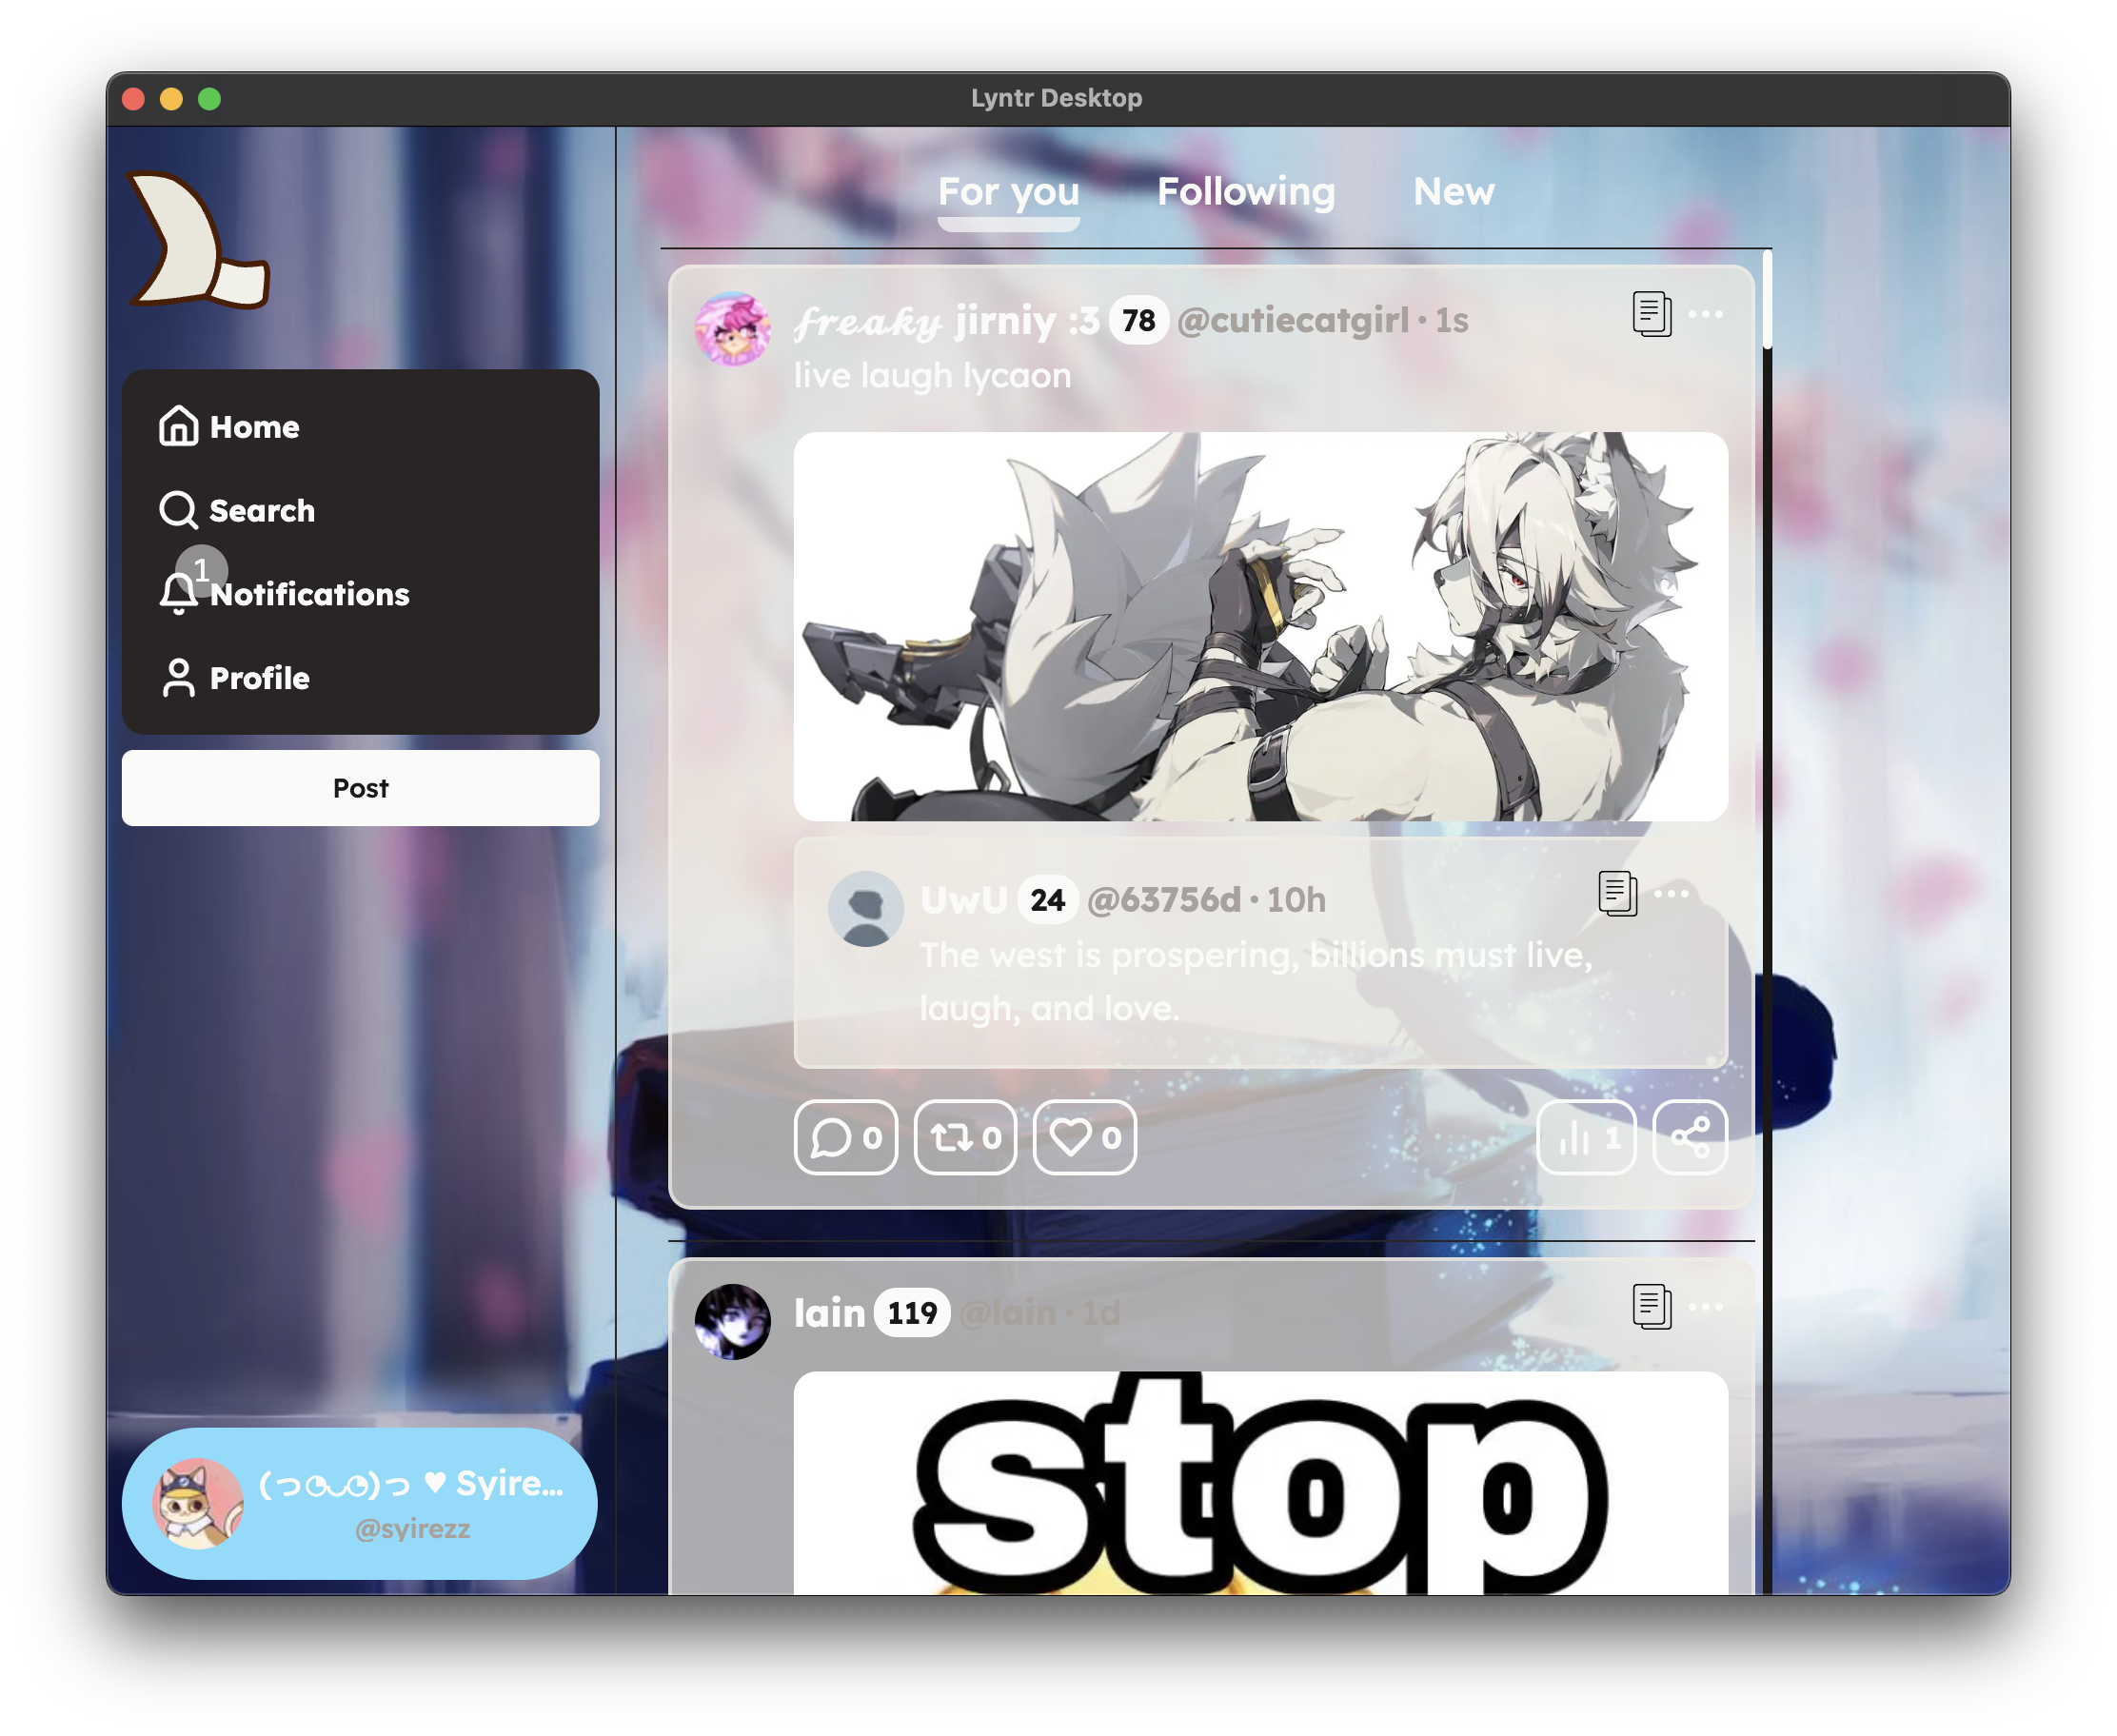 Lyntr Desktop
For you Following New
Home
Search
1
Notifications
Profile
Post
𝓯𝓻𝓮𝓪𝓴𝔂 jirniy :3 78 @cutiecatgirl · 1s
live laugh lycaon
UwU 24 @63756d · 10h
The west is prospering, billions must live,
laugh, and love.
0 0 0 1
lain 119 @lain · 1d
stop
(っ◔◡◔)っ ♥ Syire...
@syirezz